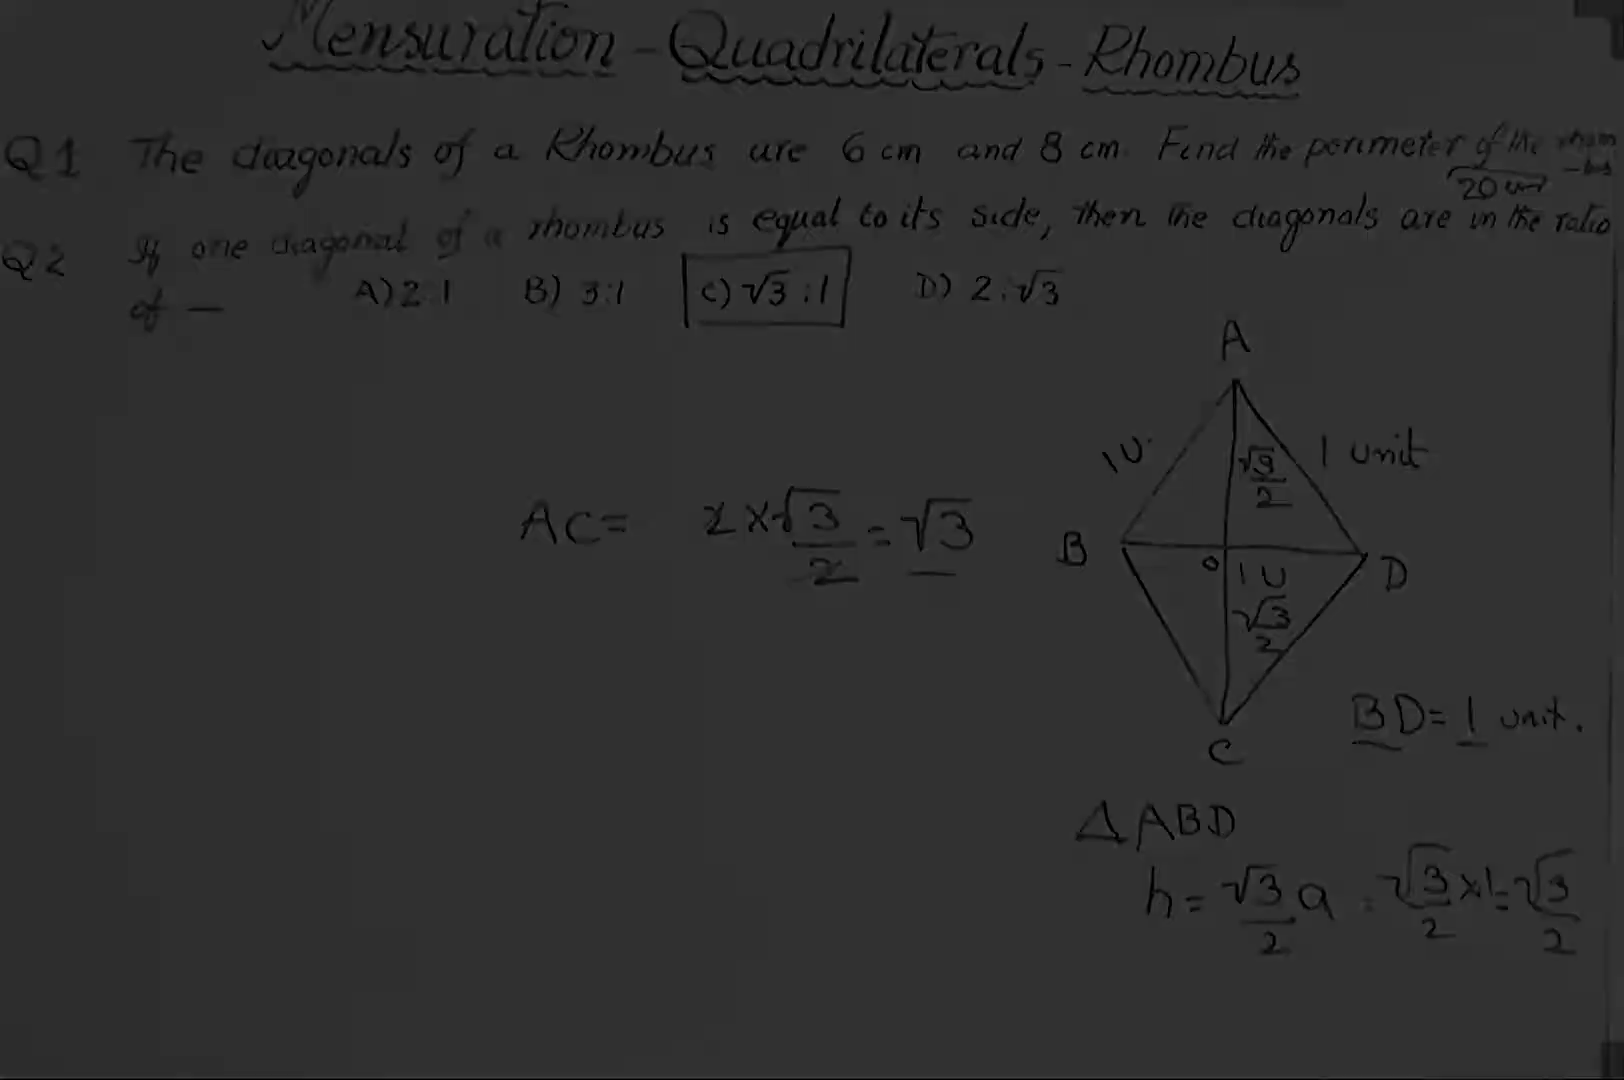 Mensuration - Quadrilaterals - Rhombus
Q1 The diagonals of a Rhombus are 6 cm and 8 cm. Find the perimeter of the rhom
-bus
20 cm
Q2 If one diagonal of a rhombus is equal to its side, then the diagonals are in the ratio
of — A) 2:1 B) 3:1 C) √3:1 D) 2:√3
A
1U
√3/2
1 unit
AC= 2×√3/2 = √3
B
O
1U
D
√3/2
BD = 1 unit.
C
Δ ABD
h = √3/2 a = √3/2 ×1 = √3/2